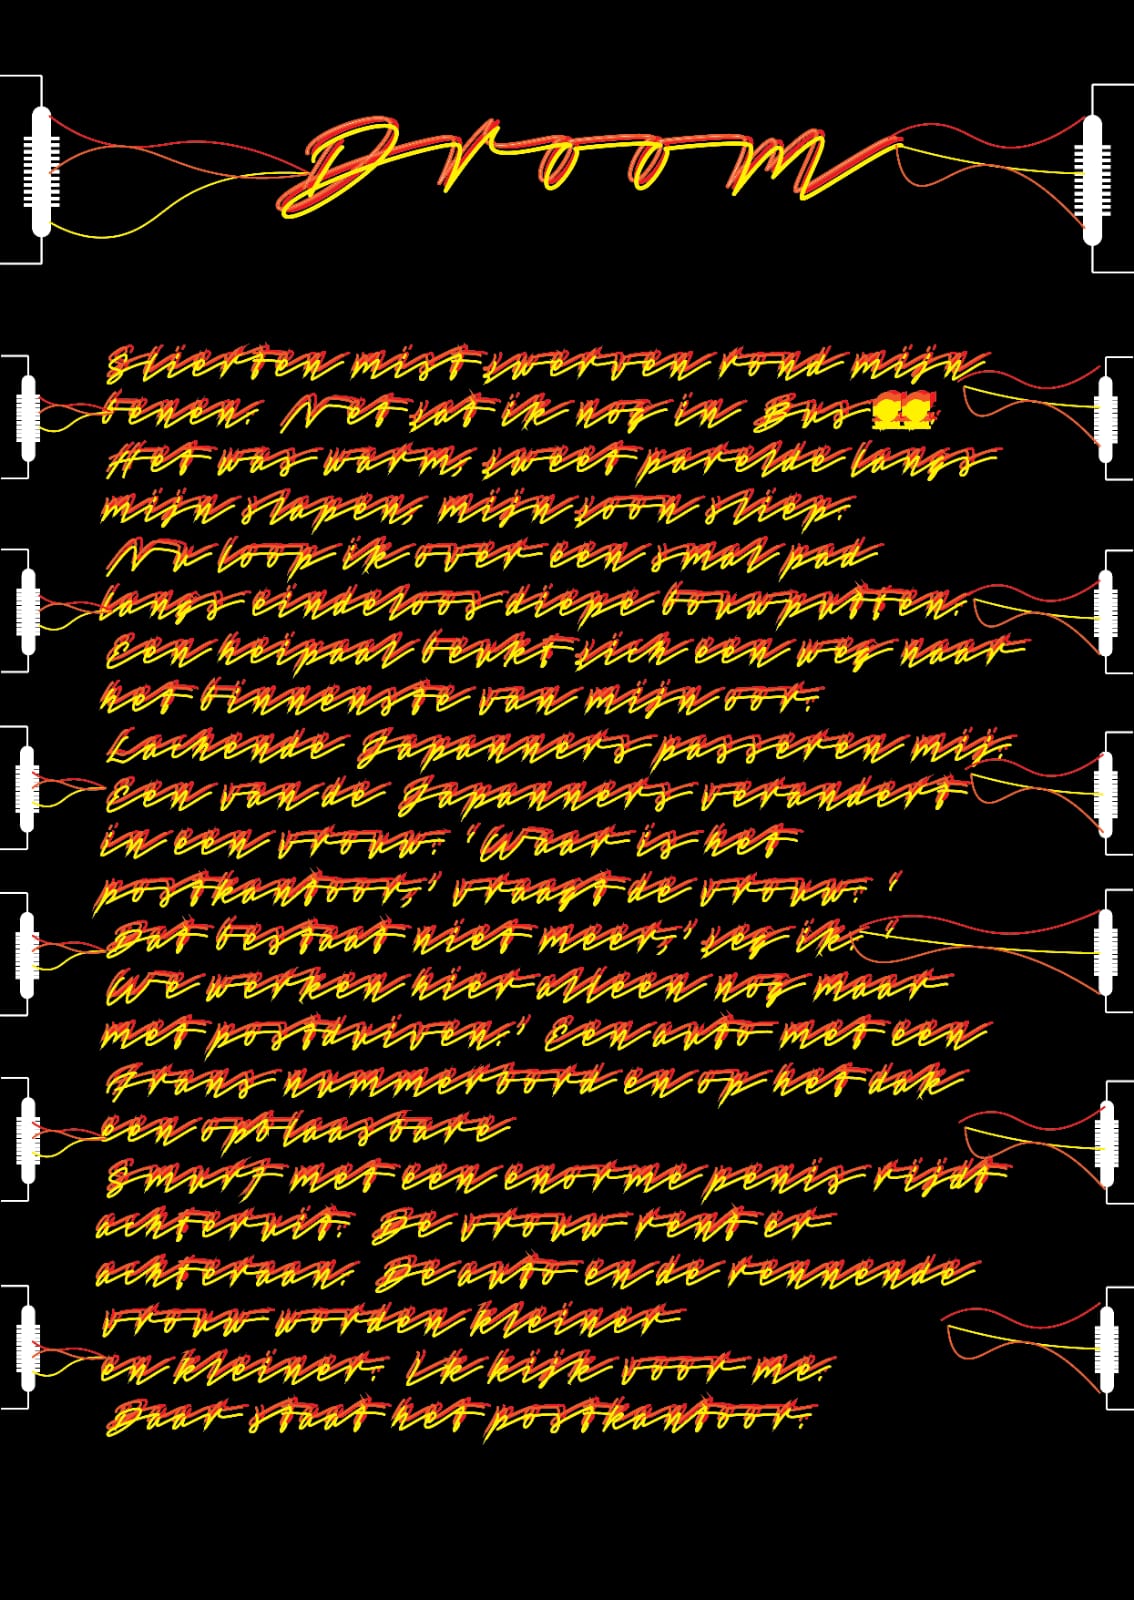 Droom
Slierten mist zwerven rond mijn
benen. Net zat ik nog in Bus
Het was warm, zweet parelde langs
mijn slapen, mijn zoon sliep.
Nu loop ik over een smal pad
langs eindeloos diepe bouwputten.
Een heipaal beukt zich een weg naar
het binnenste van mijn oor.
Lachende Japanners passeren mij.
Een van de Japanners verandert
in een vrouw. 'Waar is het
postkantoor,' vraagt de vrouw. '
Dat bestaat niet meer,' zeg ik. '
We werken hier alleen nog maar
met postduiven.' Een auto met een
Frans nummerbord en op het dak
een opblaasbare
Smurf met een enorme penis rijdt
achteruit. De vrouw rent er
achteraan. De auto en de rennende
vrouw worden kleiner
en kleiner. Ik kijk voor me.
Daar staat het postkantoor.